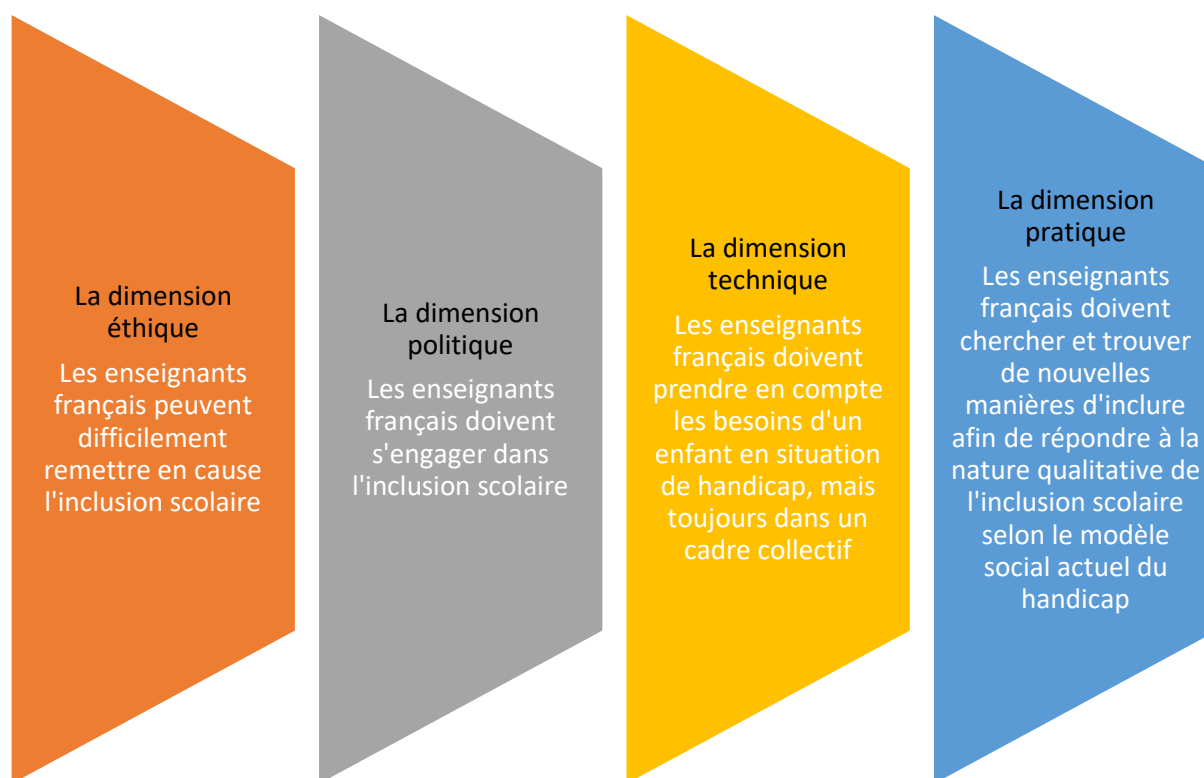 La dimension
éthique
Les enseignants
français peuvent
difficilement
remettre en cause
l'inclusion scolaire
La dimension
politique
Les enseignants
français doivent
s'engager dans
l'inclusion scolaire
La dimension
technique
Les enseignants
français doivent
prendre en compte
les besoins d'un
enfant en situation
de handicap, mais
toujours dans un
cadre collectif
La dimension
pratique
Les enseignants
français doivent
chercher et trouver
de nouvelles
manières d'inclure
afin de répondre à la
nature qualitative de
l'inclusion scolaire
selon le modèle
social actuel du
handicap